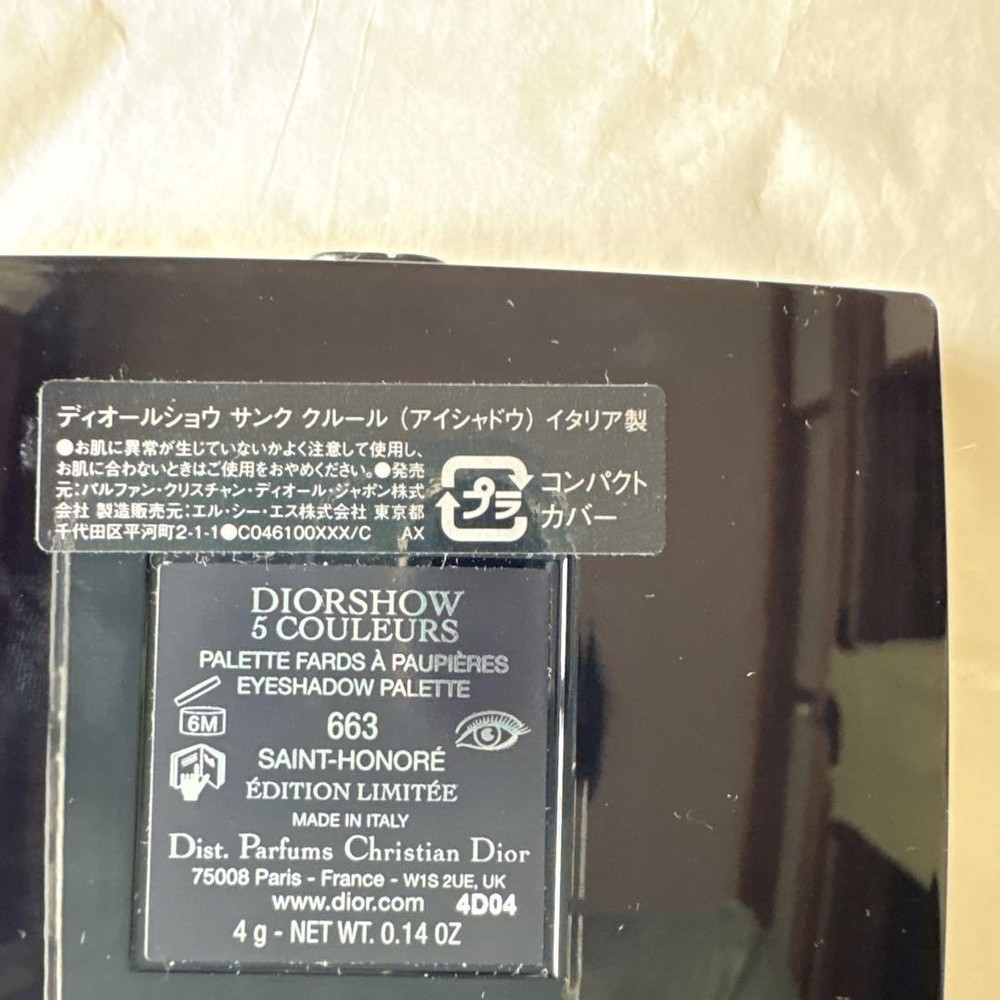 ディオールショウ サンク クルール（アイシャドウ）イタリア製
●お肌に異常が生じていないかよく注意して使用し、
お肌に合わないときはご使用をおやめください。●発売
元：パルファン・クリスチャン・ディオール・ジャポン株式
会社 製造販売元：エル・シー・エス株式会社 東京都
千代田区平河町2-1-1●C046100XXX/C AX
プラ
コンパクト
カバー
DIORSHOW
5 COULEURS
PALETTE FARDS À PAUPIÈRES
EYESHADOW PALETTE
6M
663
SAINT-HONORÉ
ÉDITION LIMITÉE
MADE IN ITALY
Dist. Parfums Christian Dior
75008 Paris - France - W1S 2UE, UK
www.dior.com 4D04
4 g - NET WT. 0.14 OZ